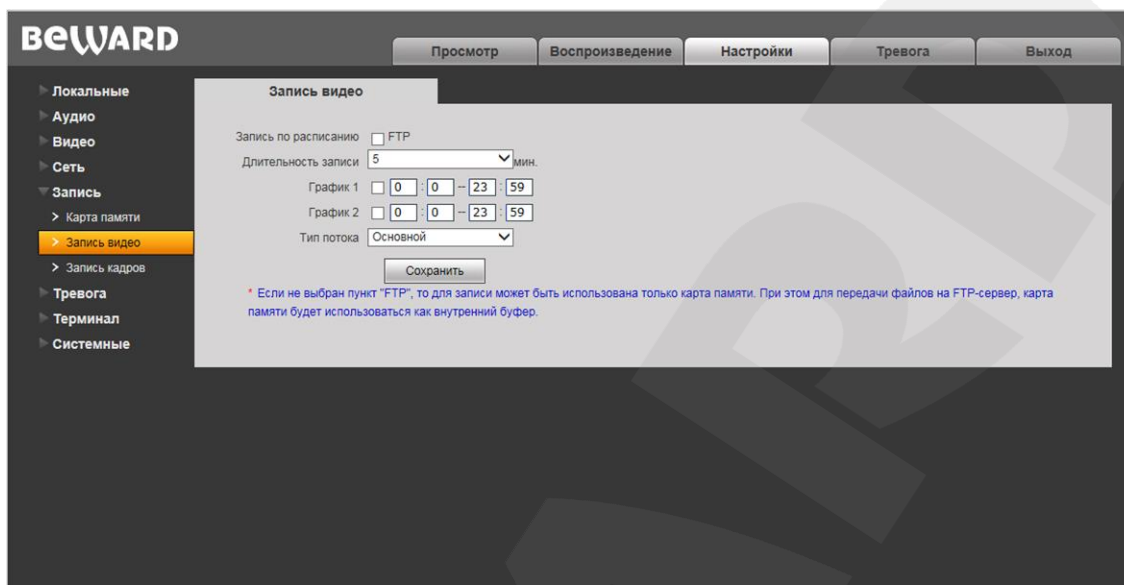 BEWARD
Просмотр Воспроизведение Настройки Тревога Выход
Локальные
Аудио
Видео
Сеть
Запись
Карта памяти
Запись видео
Запись кадров
Тревога
Терминал
Системные
Запись видео
Запись по расписанию FTP
Длительность записи 5 мин.
График 1 0 : 0 -- 23 : 59
График 2 0 : 0 -- 23 : 59
Тип потока Основной
Сохранить
* Если не выбран пункт "FTP", то для записи может быть использована только карта памяти. При этом для передачи файлов на FTP-сервер, карта
памяти будет использоваться как внутренний буфер.